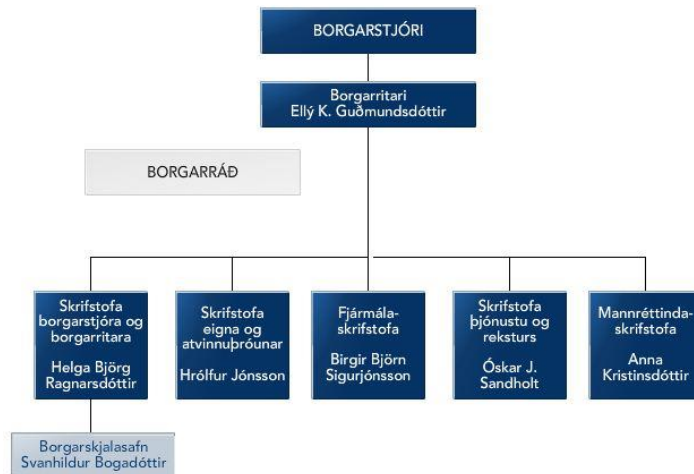 BORGARSTJÓRI
Borgarritari
Ellý K. Guðmundsdóttir
BORGARRÁÐ
Skrifstofa
borgarstjóra og
borgarritara
Helga Björg
Ragnarsdóttir
Skrifstofa
eigna og
atvinnuþróunar
Hrólfur Jónsson
Fjármála-
skrifstofa
Birgir Björn
Sigurjónsson
Skrifstofa
þjónustu og
reksturs
Óskar J.
Sandholt
Mannréttinda-
skrifstofa
Anna
Kristinsdóttir
Borgarskjalasafn
Svanhildur Bogadóttir